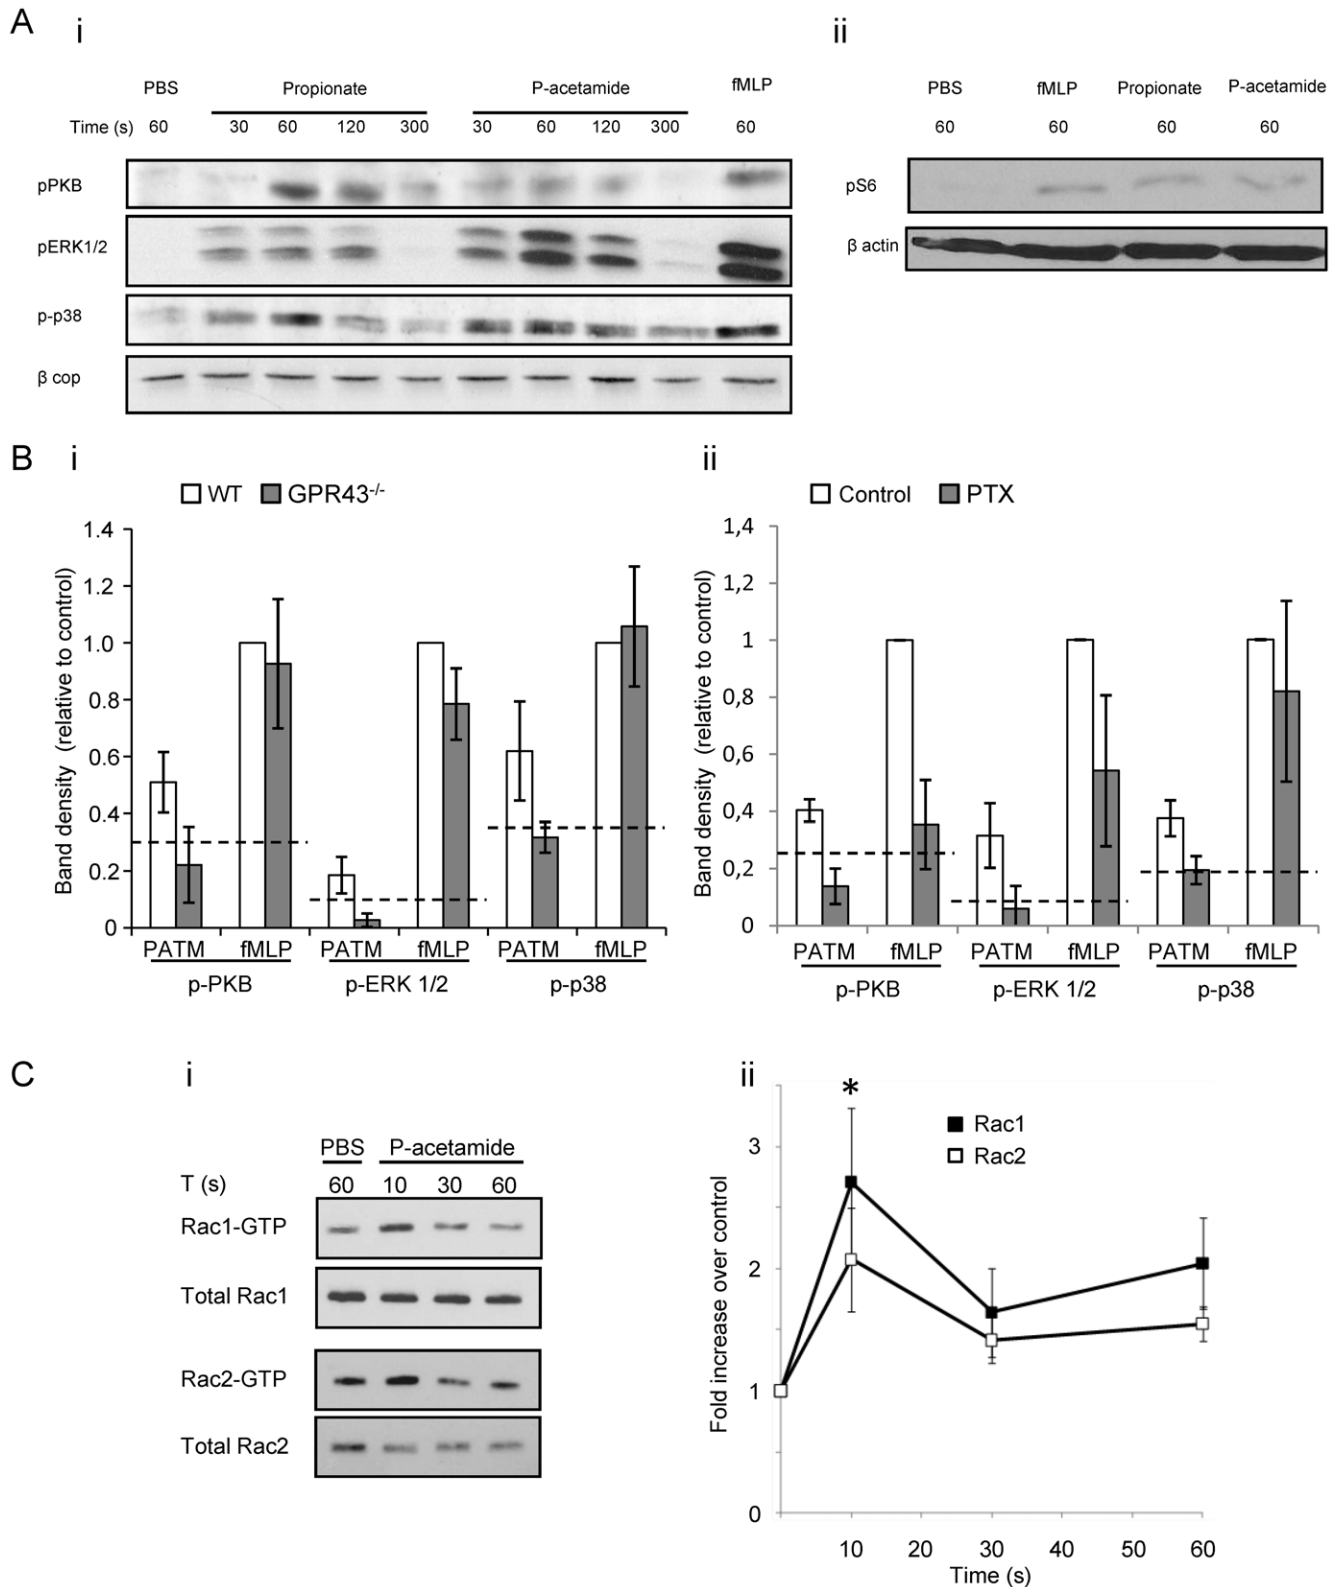 A
i
ii
PBS Propionate P-acetamide fMLP
Time (s) 60 30 60 120 300 30 60 120 300 60
pPKB
pERK1/2
p-p38
β cop
PBS fMLP Propionate P-acetamide
60 60 60 60
pS6
β actin
B
i
WT GPR43-/-
Band density (relative to control)
1.4
1.2
1.0
0.8
0.6
0.4
0.2
0
PATM fMLP PATM fMLP PATM fMLP
p-PKB p-ERK 1/2 p-p38
ii
Control PTX
Band density (relative to control)
1,4
1,2
1
0,8
0,6
0,4
0,2
0
PATM fMLP PATM fMLP PATM fMLP
p-PKB p-ERK 1/2 p-p38
C
i
PBS P-acetamide
T (s) 60 10 30 60
Rac1-GTP
Total Rac1
Rac2-GTP
Total Rac2
ii
*
Rac1
Rac2
Fold increase over control
3
2
1
0
10 20 30 40 50 60
Time (s)